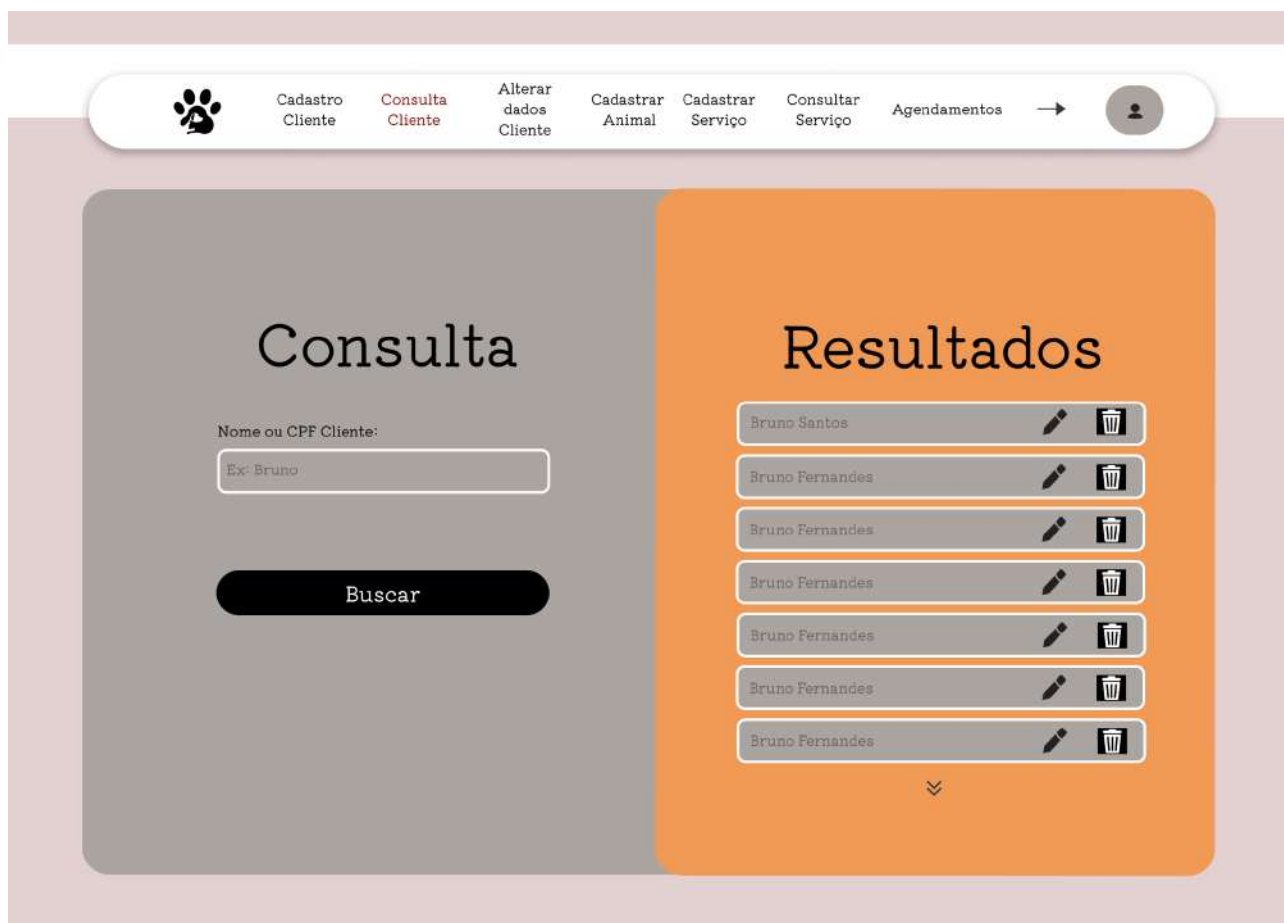 Cadastro
Cliente
Consulta
Cliente
Alterar
dados
Cliente
Cadastrar
Animal
Cadastrar
Serviço
Consultar
Serviço
Agendamentos
Consulta
Nome ou CPF Cliente:
Ex: Bruno
Buscar
Resultados
Bruno Santos
Bruno Fernandes
Bruno Fernandes
Bruno Fernandes
Bruno Fernandes
Bruno Fernandes
Bruno Fernandes